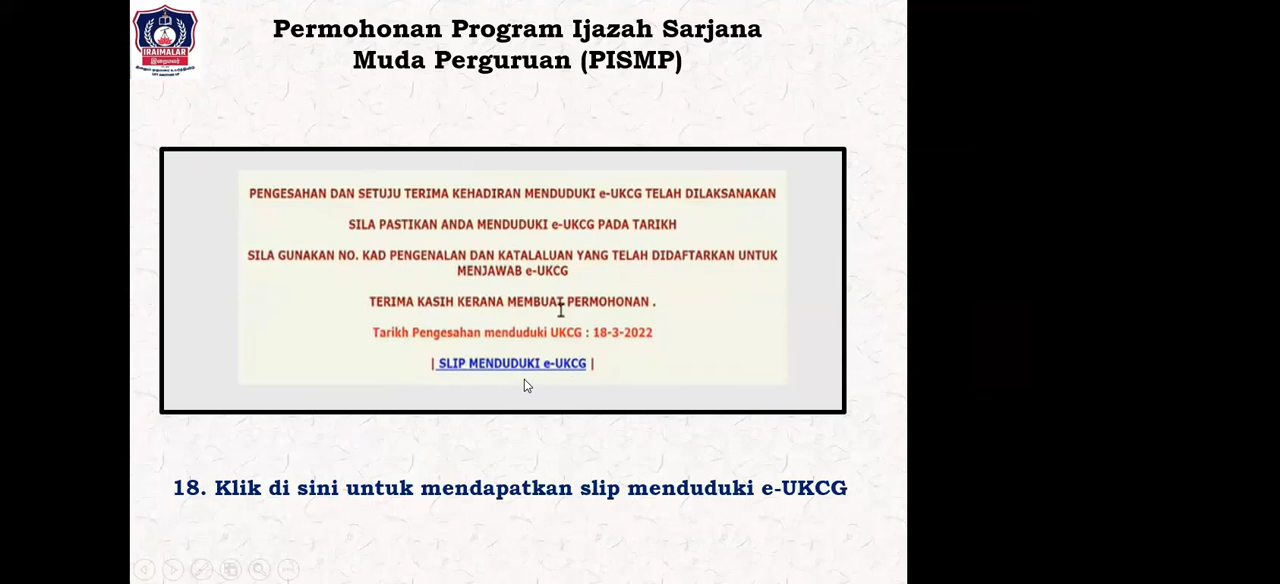 Permohonan Program Ijazah Sarjana
Muda Perguruan (PISMP)
IRAIMALAR
இறைமலர்
PENGESAHAN DAN SETUJU TERIMA KEHADIRAN MENDUDUKI e-UKCG TELAH DILAKSANAKAN
SILA PASTIKAN ANDA MENDUDUKI e-UKCG PADA TARIKH
SILA GUNAKAN NO. KAD PENGENALAN DAN KATALALUAN YANG TELAH DIDAFTARKAN UNTUK
MENJAWAB e-UKCG
TERIMA KASIH KERANA MEMBUAT PERMOHONAN .
Tarikh Pengesahan menduduki UKCG : 18-3-2022
| SLIP MENDUDUKI e-UKCG |
18. Klik di sini untuk mendapatkan slip menduduki e-UKCG